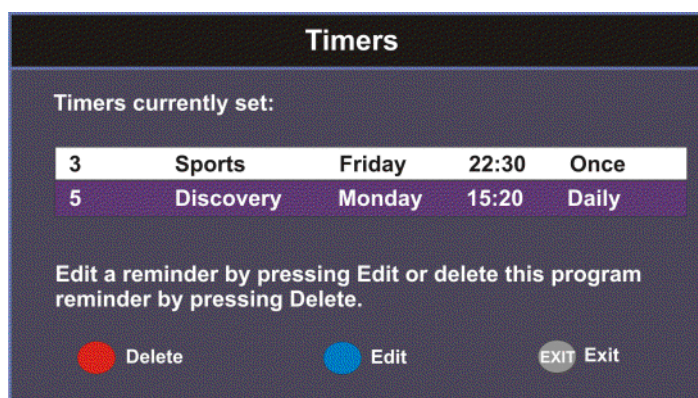 Timers
Timers currently set:
3 Sports Friday 22:30 Once
5 Discovery Monday 15:20 Daily
Edit a reminder by pressing Edit or delete this program
reminder by pressing Delete.
Delete Edit EXIT Exit